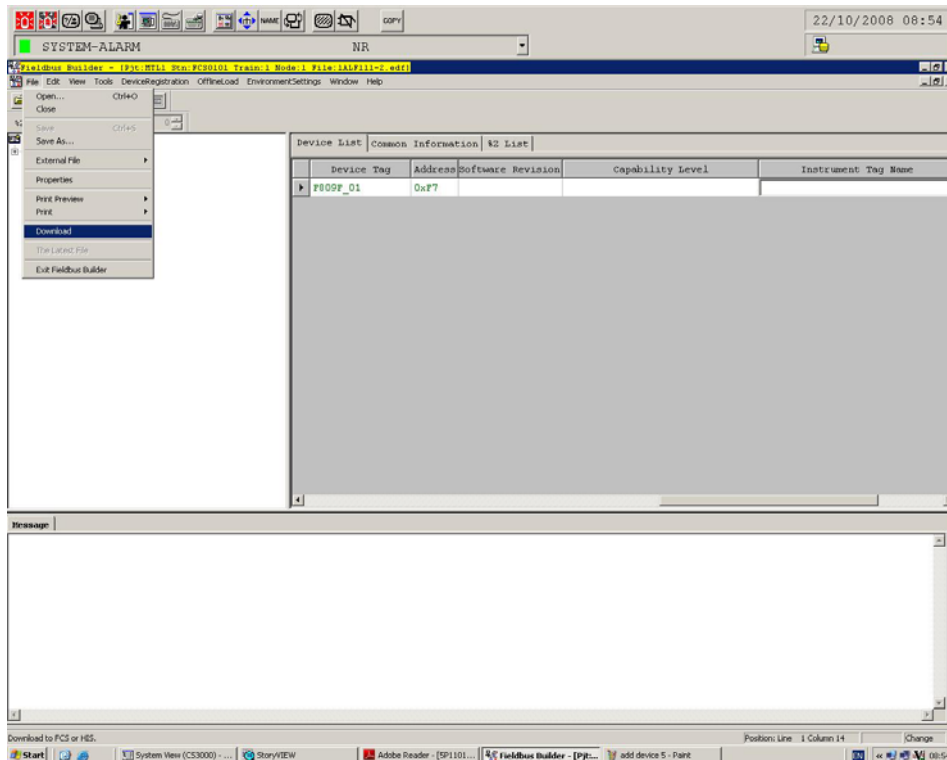 NAME
COPY
22/10/2008 08:54
SYSTEM-ALARM NR
Fieldbus Builder - [Pjt:MTL1 Stn:FCS0101 Train:1 Node:1 File:1ALF111-2.edf]
File Edit View Tools DeviceRegistration OfflineLoad EnvironmentSettings Window Help
Open... Ctrl+O
Close
Save Ctrl+S
Save As...
External File
Properties
Print Preview
Print
Download
The Latest File
Exit Fieldbus Builder
Device List Common Information %Z List
Device Tag Address Software Revision Capability Level Instrument Tag Name
F809F_01 0xF7
Message
Download to FCS or HIS.
Position: Line 1 Column 14 Change
Start System View (CS3000) - ... StoryVIEW Adobe Reader - [SP1101... Fieldbus Builder - [Pjt:... add device 5 - Paint EN